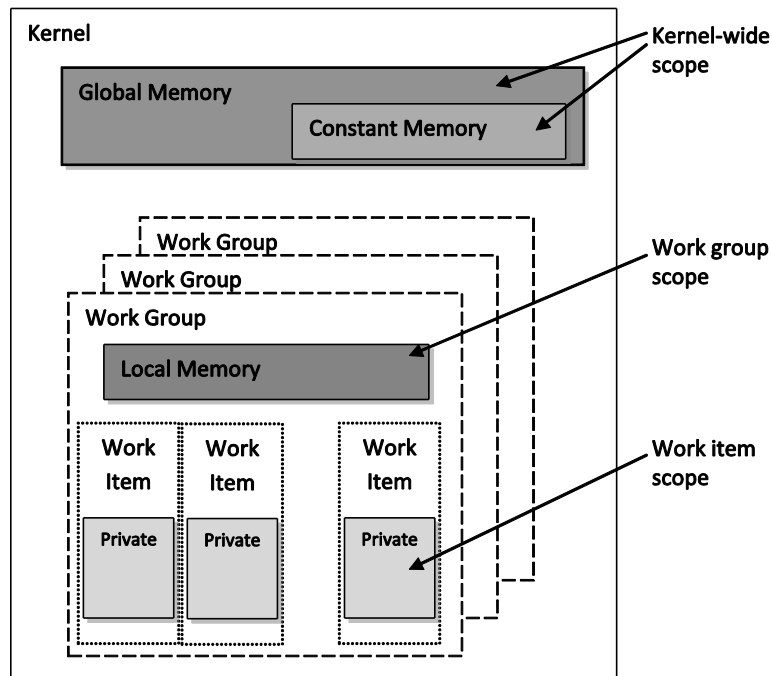 Kernel
Kernel-wide
scope
Global Memory
Constant Memory
Work Group
Work Group
Work Group
Work group
scope
Local Memory
Work
Item
Work
Item
Work
Item
Work item
scope
Private
Private
Private